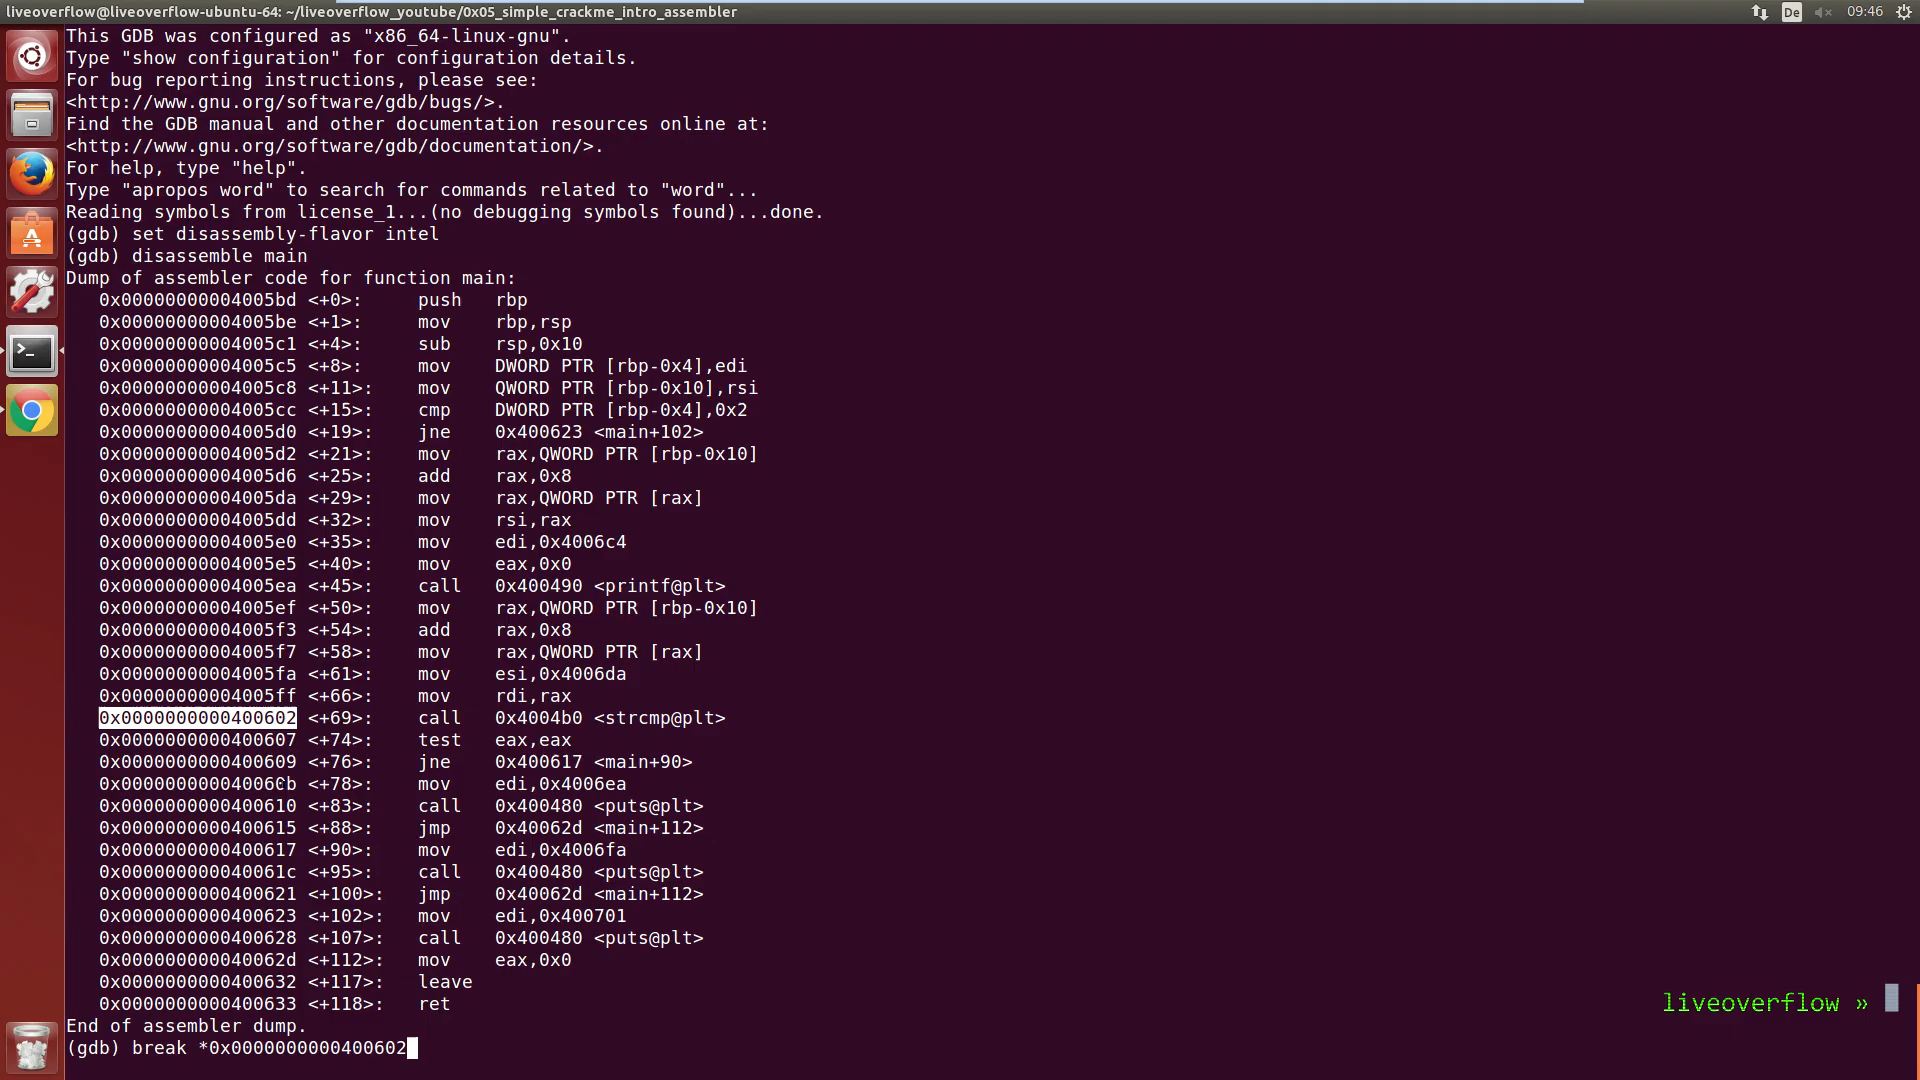 liveoverflow@liveoverflow-ubuntu-64: ~/liveoverflow_youtube/0x05_simple_crackme_intro_assembler
De
09:46
This GDB was configured as "x86_64-linux-gnu".
Type "show configuration" for configuration details.
For bug reporting instructions, please see:
<http://www.gnu.org/software/gdb/bugs/>.
Find the GDB manual and other documentation resources online at:
<http://www.gnu.org/software/gdb/documentation/>.
For help, type "help".
Type "apropos word" to search for commands related to "word"...
Reading symbols from license_1...(no debugging symbols found)...done.
(gdb) set disassembly-flavor intel
(gdb) disassemble main
Dump of assembler code for function main:
0x00000000004005bd <+0>: push rbp
0x00000000004005be <+1>: mov rbp,rsp
0x00000000004005c1 <+4>: sub rsp,0x10
0x00000000004005c5 <+8>: mov DWORD PTR [rbp-0x4],edi
0x00000000004005c8 <+11>: mov QWORD PTR [rbp-0x10],rsi
0x00000000004005cc <+15>: cmp DWORD PTR [rbp-0x4],0x2
0x00000000004005d0 <+19>: jne 0x400623 <main+102>
0x00000000004005d2 <+21>: mov rax,QWORD PTR [rbp-0x10]
0x00000000004005d6 <+25>: add rax,0x8
0x00000000004005da <+29>: mov rax,QWORD PTR [rax]
0x00000000004005dd <+32>: mov rsi,rax
0x00000000004005e0 <+35>: mov edi,0x4006c4
0x00000000004005e5 <+40>: mov eax,0x0
0x00000000004005ea <+45>: call 0x400490 <printf@plt>
0x00000000004005ef <+50>: mov rax,QWORD PTR [rbp-0x10]
0x00000000004005f3 <+54>: add rax,0x8
0x00000000004005f7 <+58>: mov rax,QWORD PTR [rax]
0x00000000004005fa <+61>: mov esi,0x4006da
0x00000000004005ff <+66>: mov rdi,rax
0x0000000000400602 <+69>: call 0x4004b0 <strcmp@plt>
0x0000000000400607 <+74>: test eax,eax
0x0000000000400609 <+76>: jne 0x400617 <main+90>
0x000000000040060b <+78>: mov edi,0x4006ea
0x0000000000400610 <+83>: call 0x400480 <puts@plt>
0x0000000000400615 <+88>: jmp 0x40062d <main+112>
0x0000000000400617 <+90>: mov edi,0x4006fa
0x000000000040061c <+95>: call 0x400480 <puts@plt>
0x0000000000400621 <+100>: jmp 0x40062d <main+112>
0x0000000000400623 <+102>: mov edi,0x400701
0x0000000000400628 <+107>: call 0x400480 <puts@plt>
0x000000000040062d <+112>: mov eax,0x0
0x0000000000400632 <+117>: leave
0x0000000000400633 <+118>: ret
End of assembler dump.
(gdb) break *0x0000000000400602
liveoverflow »